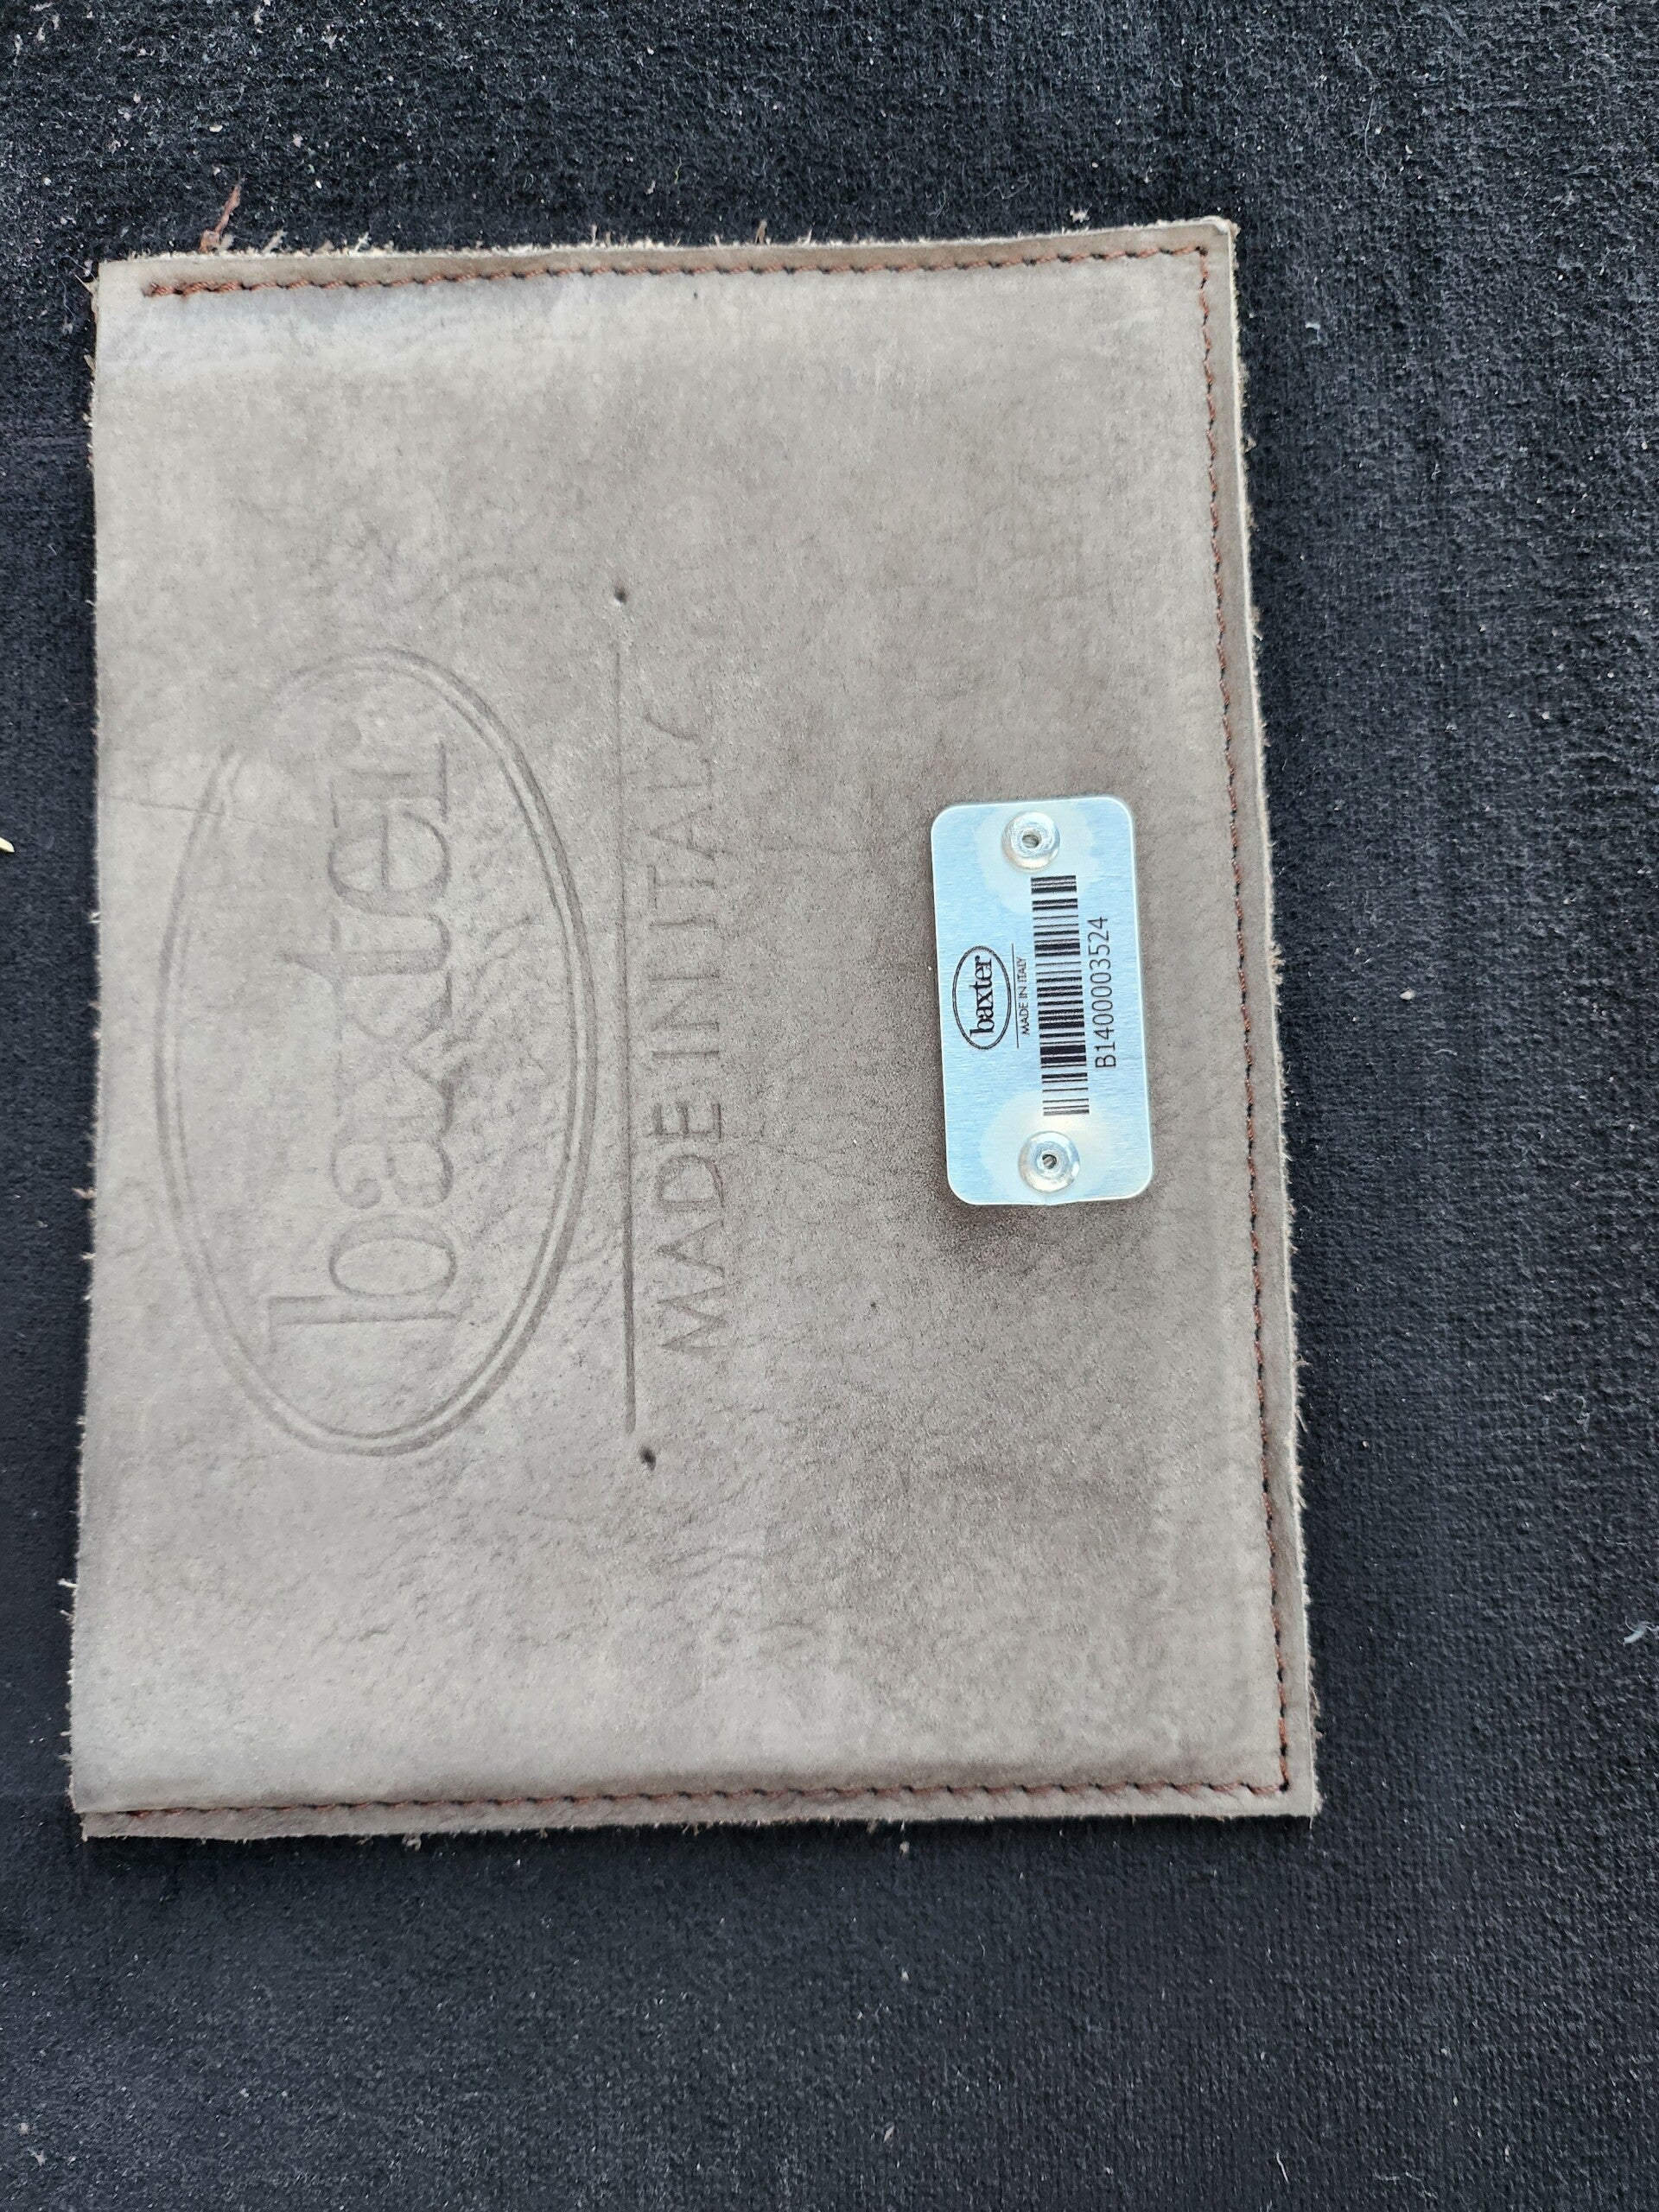 baxter
MADE IN ITALY
baxter
MADE IN ITALY
B1400003524